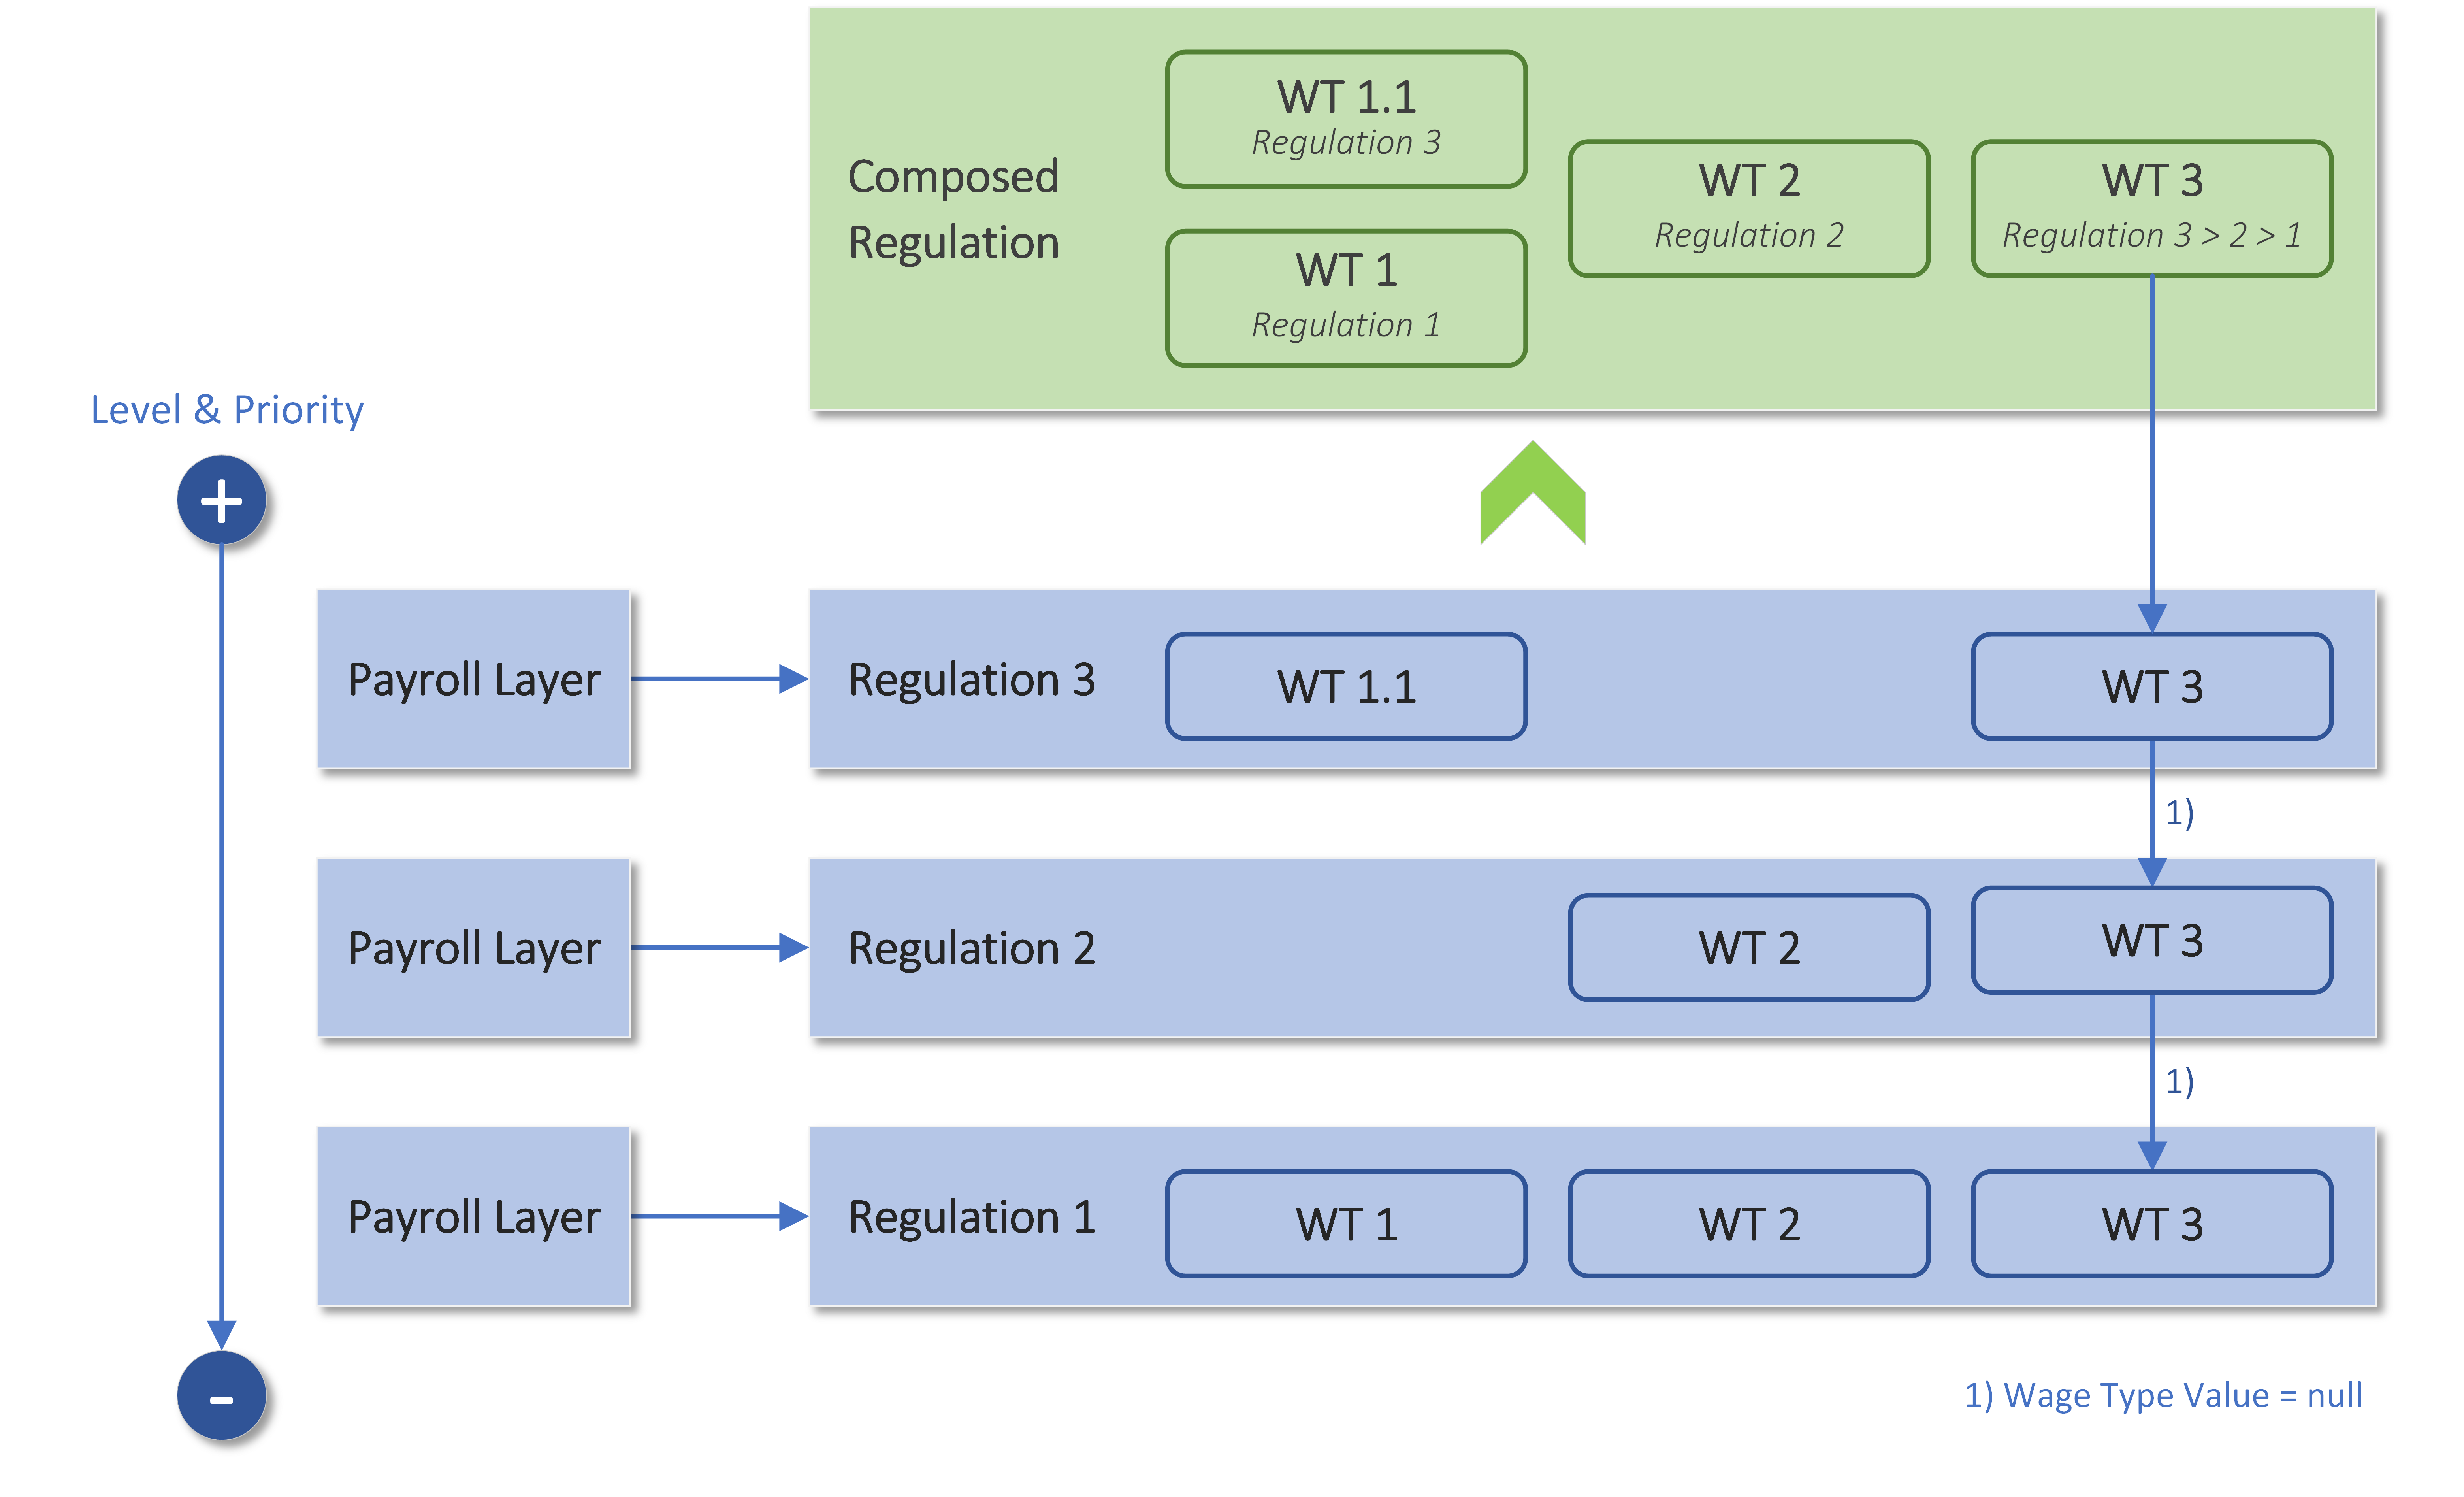 WT 1.1
Regulation 3
Composed
Regulation
WT 1
Regulation 1
WT 2
Regulation 2
WT 3
Regulation 3 > 2 > 1
Level & Priority
+
Payroll Layer
Regulation 3
WT 1.1
WT 3
1)
Payroll Layer
Regulation 2
WT 2
WT 3
1)
Payroll Layer
Regulation 1
WT 1
WT 2
WT 3
-
1) Wage Type Value = null